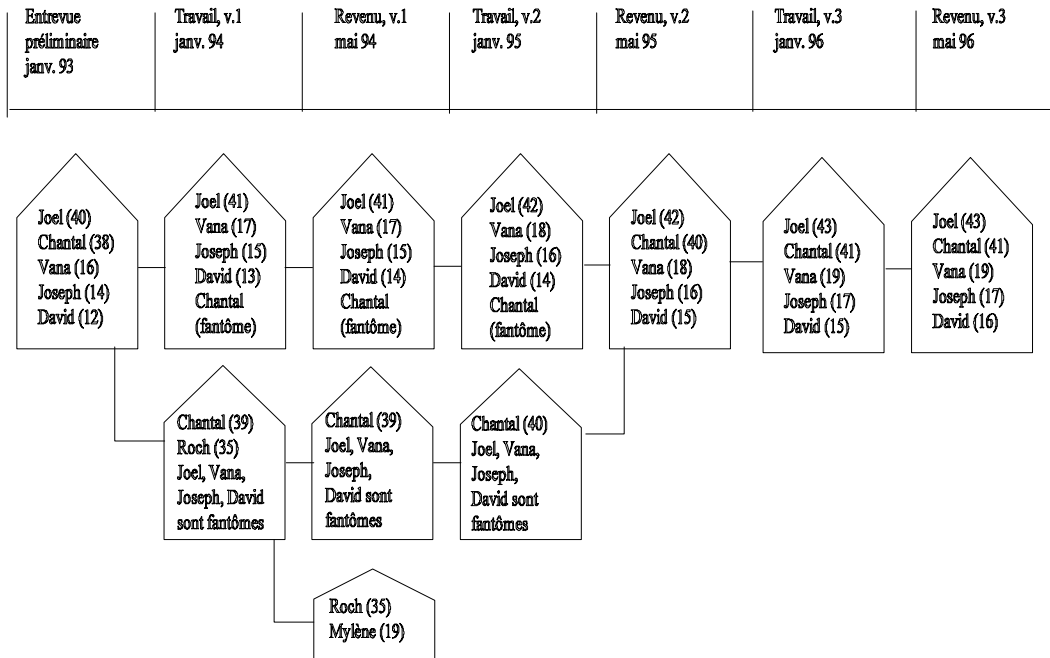 Entrevue
préliminaire
janv. 93
Travail, v.1
janv. 94
Revenu, v.1
mai 94
Travail, v.2
janv. 95
Revenu, v.2
mai 95
Travail, v.3
janv. 96
Revenu, v.3
mai 96
Joel (40)
Chantal (38)
Vana (16)
Joseph (14)
David (12)
Joel (41)
Vana (17)
Joseph (15)
David (13)
Chantal
(fantôme)
Joel (41)
Vana (17)
Joseph (15)
David (14)
Chantal
(fantôme)
Joel (42)
Vana (18)
Joseph (16)
David (14)
Chantal
(fantôme)
Joel (42)
Chantal (40)
Vana (18)
Joseph (16)
David (15)
Joel (43)
Chantal (41)
Vana (19)
Joseph (17)
David (15)
Joel (43)
Chantal (41)
Vana (19)
Joseph (17)
David (16)
Chantal (39)
Roch (35)
Joel, Vana,
Joseph, David
sont fantômes
Chantal (39)
Joel, Vana,
Joseph,
David sont
fantômes
Chantal (40)
Joel, Vana,
Joseph,
David sont
fantômes
Roch (35)
Mylène (19)